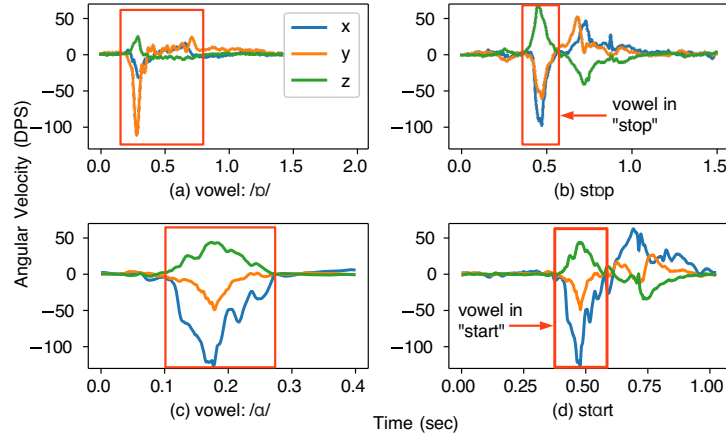 Angular Velocity (DPS)
50
0
−50
−100
x
y
z
0.0 0.5 1.0 1.5 2.0
(a) vowel: /ɒ/
50
0
−50
−100
vowel in
"stop"
0.0 0.5 1.0 1.5
(b) stɒp
50
0
−50
−100
0.0 0.1 0.2 0.3 0.4
(c) vowel: /ɑ/
50
0
−50
−100
vowel in
"start"
0.00 0.25 0.50 0.75 1.00
(d) stɑrt
Time (sec)